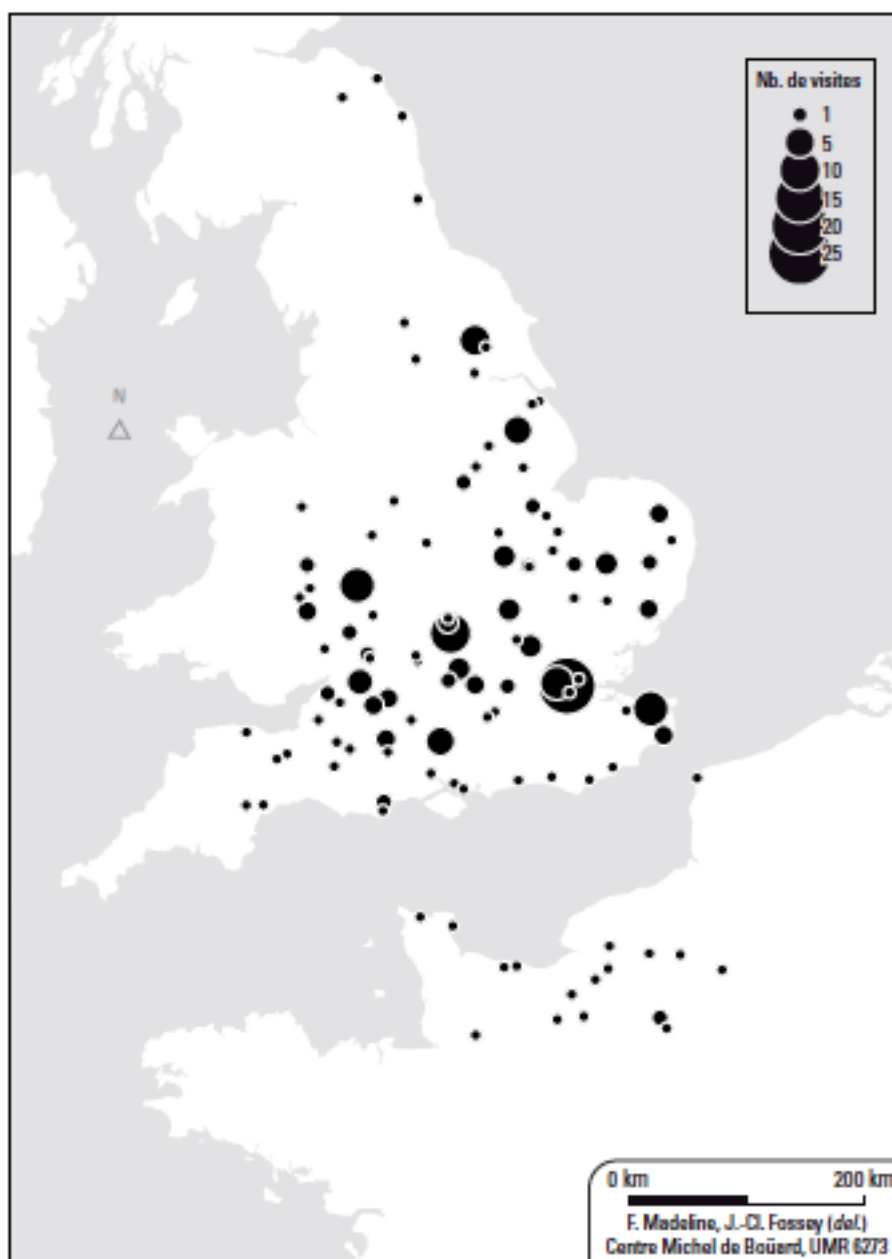 Nb. de visites
1
5
10
15
20
25
N
0 km 200 km
F. Madeline, J.-Cl. Fossey (del.)
Centre Michel de Boüard, UMR 6273